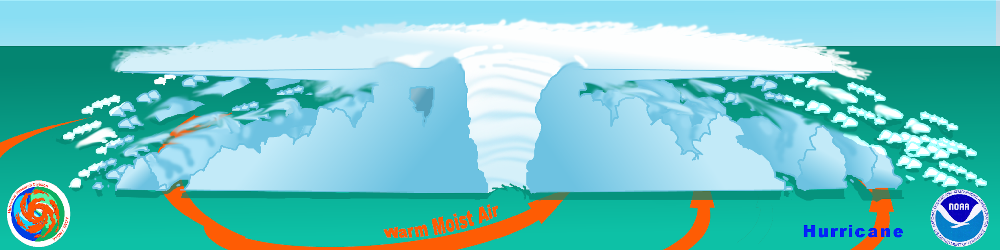 Hurricane Research Division
AOML / NOAA
warm Moist Air
Hurricane
NATIONAL OCEANIC AND ATMOSPHERIC ADMINISTRATION
NOAA
U.S. DEPARTMENT OF COMMERCE